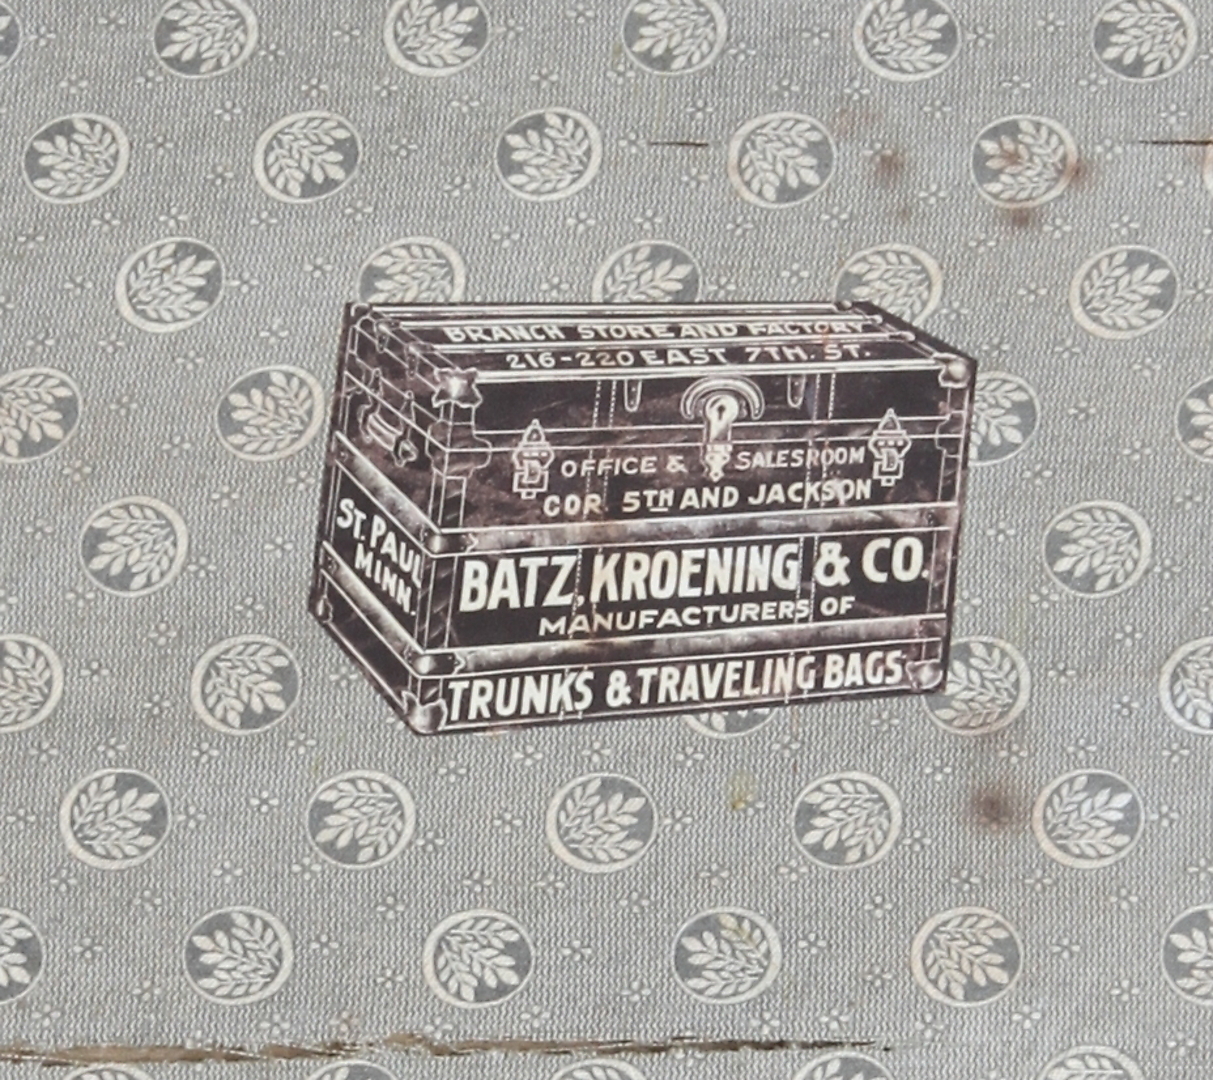 BRANCH STORE AND FACTORY
216-220 EAST 7TH. ST.
OFFICE & SALESROOM
COR. 5TH AND JACKSON
ST. PAUL
MINN.
BATZ, KROENING & CO.
MANUFACTURERS OF
TRUNKS & TRAVELING BAGS